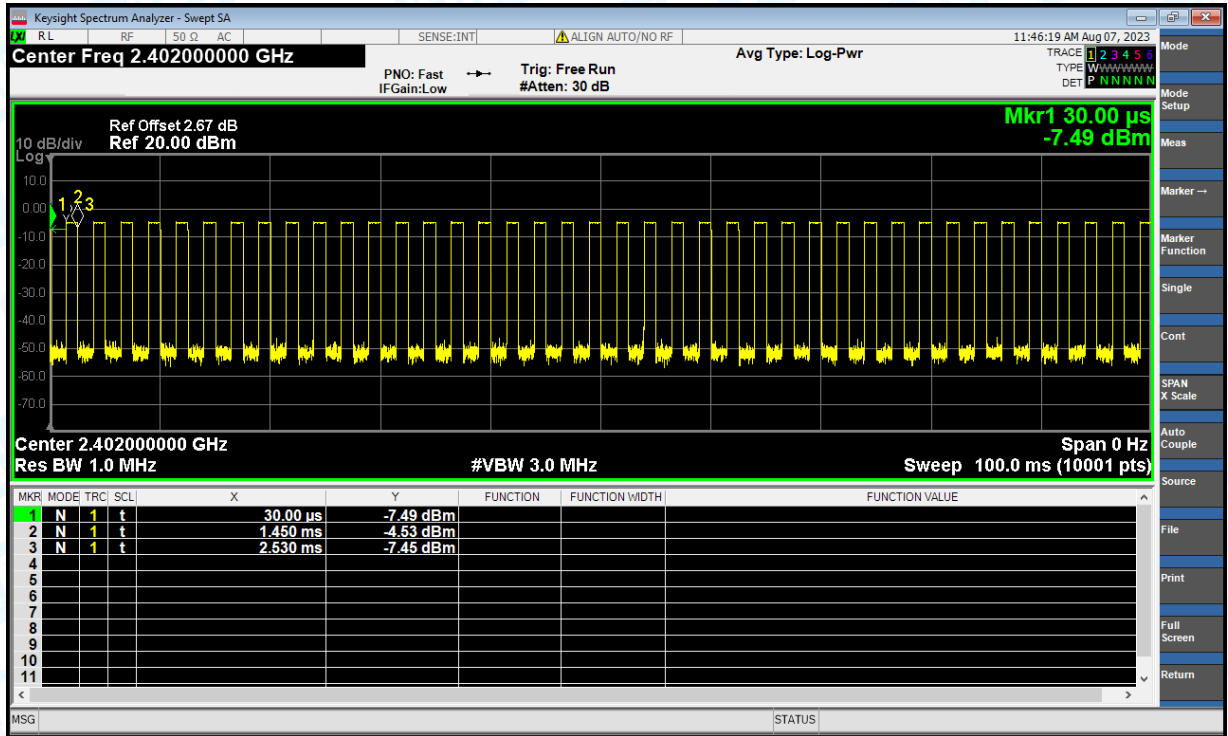 Keysight Spectrum Analyzer - Swept SA
LXI RL RF 50 Ω AC SENSE:INT ALIGN AUTO/NO RF 11:46:19 AM Aug 07, 2023
Center Freq 2.402000000 GHz
PNO: Fast
IFGain:Low
Trig: Free Run
#Atten: 30 dB
Avg Type: Log-Pwr
TRACE 1 2 3 4 5 6
TYPE WWWWWW
DET P N N N N N
Ref Offset 2.67 dB
10 dB/div Ref 20.00 dBm
Log
Mkr1 30.00 µs
-7.49 dBm
10.0
0.00
-10.0
-20.0
-30.0
-40.0
-50.0
-60.0
-70.0
1 2 3
Center 2.402000000 GHz Span 0 Hz
Res BW 1.0 MHz #VBW 3.0 MHz Sweep 100.0 ms (10001 pts)
MKR MODE TRC SCL X Y FUNCTION FUNCTION WIDTH FUNCTION VALUE
1 N 1 t 30.00 µs -7.49 dBm
2 N 1 t 1.450 ms -4.53 dBm
3 N 1 t 2.530 ms -7.45 dBm
4
5
6
7
8
9
10
11
MSG STATUS
Mode
Mode
Setup
Meas
Marker →
Marker
Function
Single
Cont
SPAN
X Scale
Auto
Couple
Source
File
Print
Full
Screen
Return